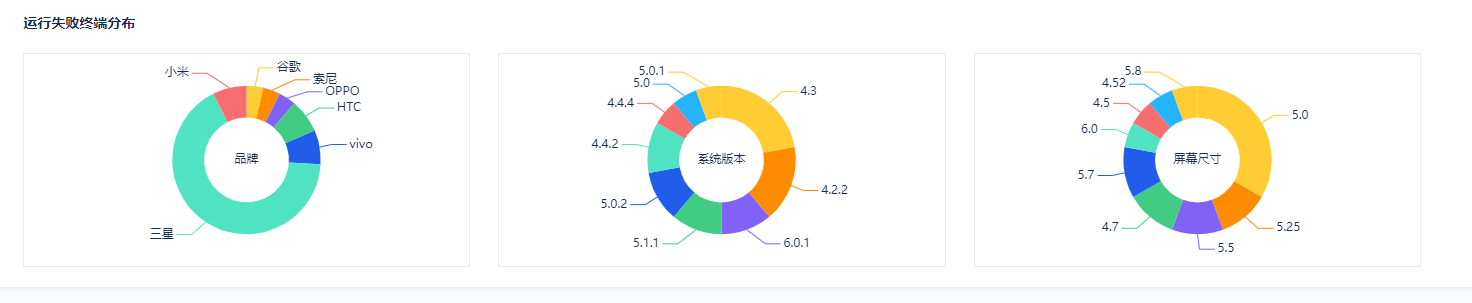 运行失败终端分布
小米
谷歌
索尼
OPPO
HTC
vivo
品牌
三星
5.0.1
5.0
4.4.4
4.3
4.4.2
系统版本
4.2.2
5.0.2
5.1.1
6.0.1
5.8
4.52
4.5
5.0
6.0
屏幕尺寸
5.7
4.7
5.25
5.5